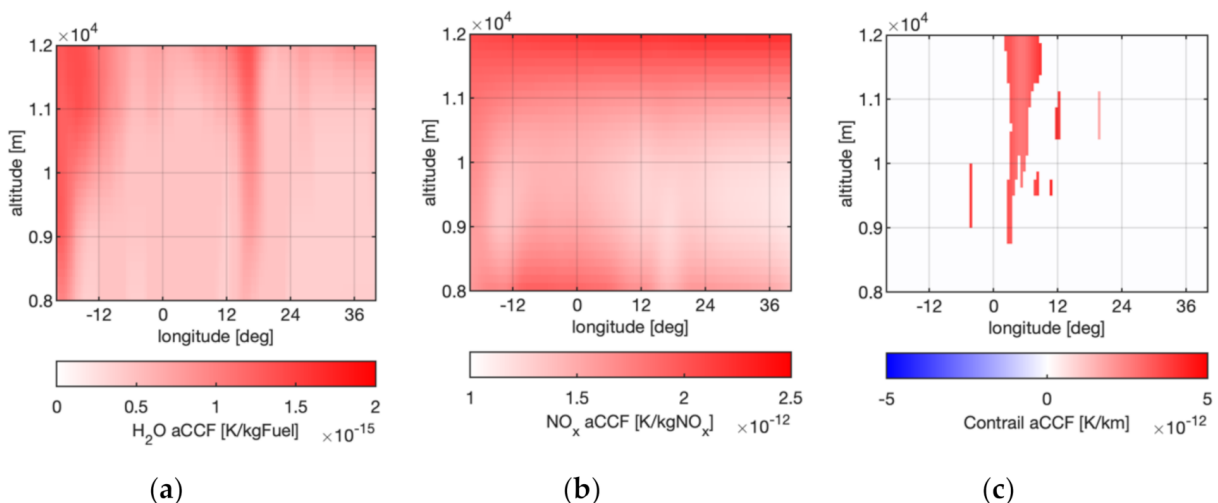 ×10⁴
1.2
1.1
1
0.9
0.8
altitude [m]
-12 0 12 24 36
longitude [deg]
0 0.5 1 1.5 2
H₂O aCCF [K/kgFuel] ×10⁻¹⁵
(a)
×10⁴
1.2
1.1
1
0.9
0.8
altitude [m]
-12 0 12 24 36
longitude [deg]
1 1.5 2 2.5
NOₓ aCCF [K/kgNOₓ] ×10⁻¹²
(b)
×10⁴
1.2
1.1
1
0.9
0.8
altitude [m]
-12 0 12 24 36
longitude [deg]
-5 0 5
Contrail aCCF [K/km] ×10⁻¹²
(c)